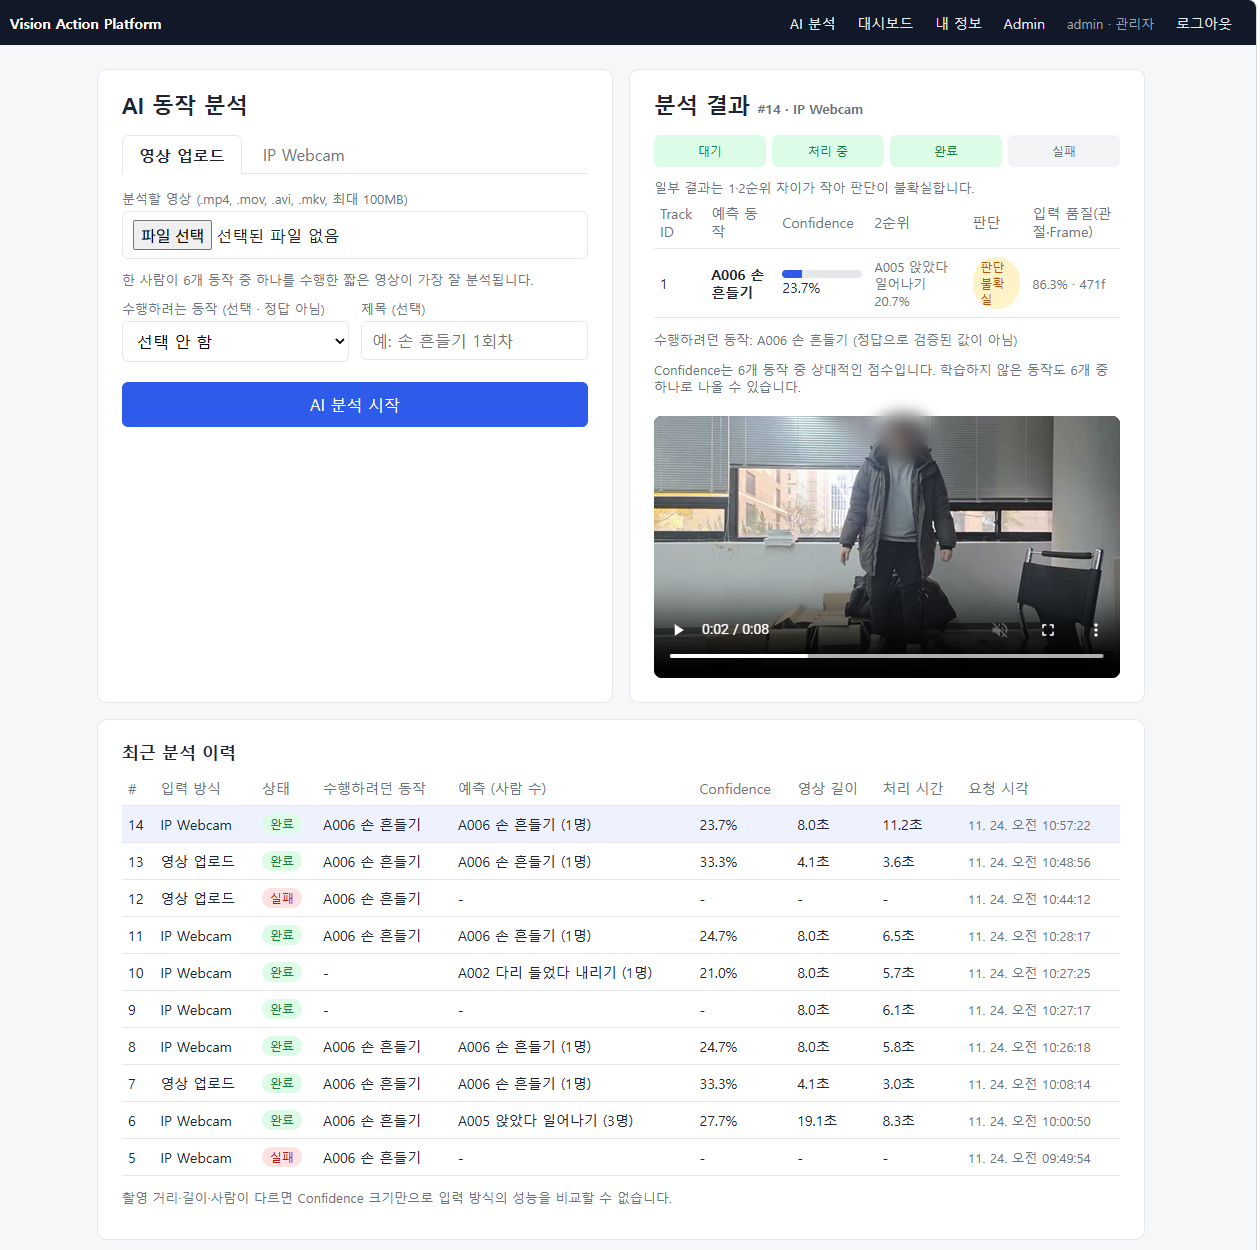 Vision Action Platform
AI 분석 대시보드 내 정보 Admin admin · 관리자 로그아웃
AI 동작 분석
영상 업로드 IP Webcam
분석할 영상 (.mp4, .mov, .avi, .mkv, 최대 100MB)
파일 선택 선택된 파일 없음
한 사람이 6개 동작 중 하나를 수행한 짧은 영상이 가장 잘 분석됩니다.
수행하려는 동작 (선택 · 정답 아님) 제목 (선택)
선택 안 함 예: 손 흔들기 1회차
AI 분석 시작
분석 결과 #14 · IP Webcam
대기 처리 중 완료 실패
일부 결과는 1·2순위 차이가 작아 판단이 불확실합니다.
Track ID 예측 동작 Confidence 2순위 판단 입력 품질(관절·Frame)
1 A006 손 흔들기 23.7% A005 앉았다 일어나기 20.7% 판단 불확실 86.3% · 471f
수행하려던 동작: A006 손 흔들기 (정답으로 검증된 값이 아님)
Confidence는 6개 동작 중 상대적인 점수입니다. 학습하지 않은 동작도 6개 중
하나로 나올 수 있습니다.
0:02 / 0:08
최근 분석 이력
# 입력 방식 상태 수행하려던 동작 예측 (사람 수) Confidence 영상 길이 처리 시간 요청 시각
14 IP Webcam 완료 A006 손 흔들기 A006 손 흔들기 (1명) 23.7% 8.0초 11.2초 11. 24. 오전 10:57:22
13 영상 업로드 완료 A006 손 흔들기 A006 손 흔들기 (1명) 33.3% 4.1초 3.6초 11. 24. 오전 10:48:56
12 영상 업로드 실패 A006 손 흔들기 - - - - 11. 24. 오전 10:44:12
11 IP Webcam 완료 A006 손 흔들기 A006 손 흔들기 (1명) 24.7% 8.0초 6.5초 11. 24. 오전 10:28:17
10 IP Webcam 완료 - A002 다리 들었다 내리기 (1명) 21.0% 8.0초 5.7초 11. 24. 오전 10:27:25
9 IP Webcam 완료 - - - 8.0초 6.1초 11. 24. 오전 10:27:17
8 IP Webcam 완료 A006 손 흔들기 A006 손 흔들기 (1명) 24.7% 8.0초 5.8초 11. 24. 오전 10:26:18
7 영상 업로드 완료 A006 손 흔들기 A006 손 흔들기 (1명) 33.3% 4.1초 3.0초 11. 24. 오전 10:08:14
6 IP Webcam 완료 A006 손 흔들기 A005 앉았다 일어나기 (3명) 27.7% 19.1초 8.3초 11. 24. 오전 10:00:50
5 IP Webcam 실패 A006 손 흔들기 - - - - 11. 24. 오전 09:49:54
촬영 거리·길이·사람이 다르면 Confidence 크기만으로 입력 방식의 성능을 비교할 수 없습니다.